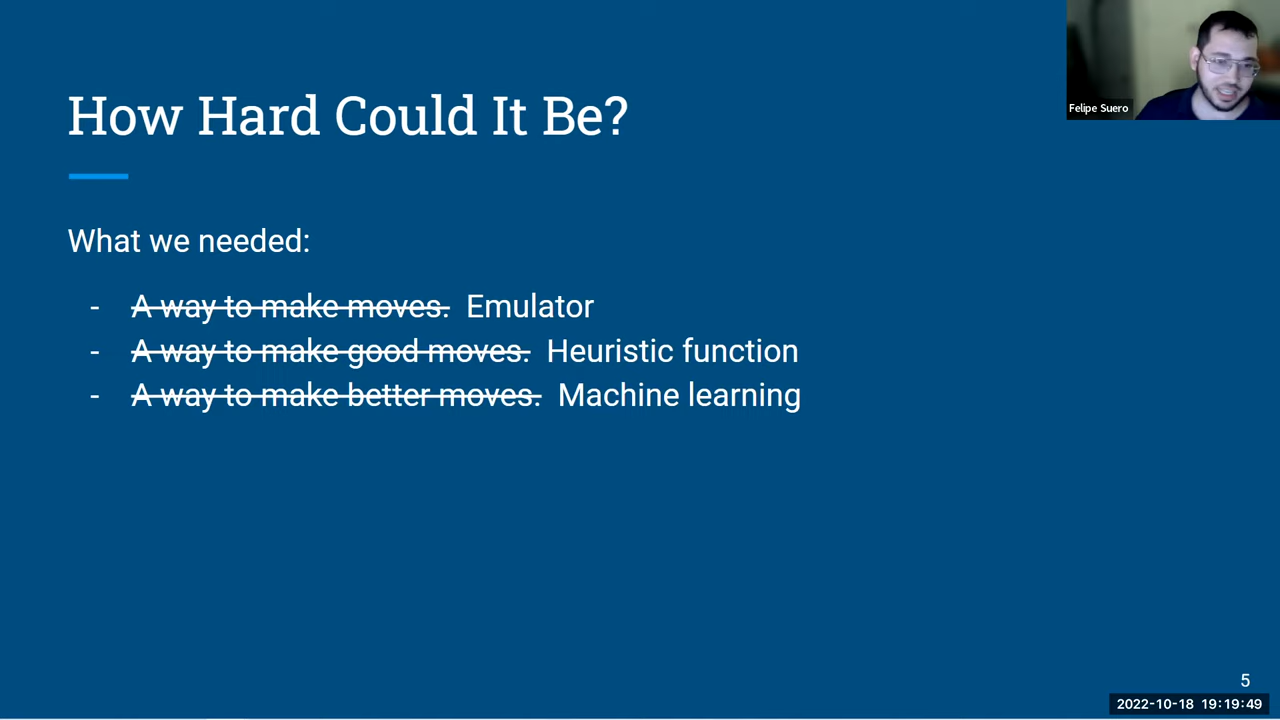 How Hard Could It Be?
Felipe Suero
What we needed:
- A way to make moves. Emulator
- A way to make good moves. Heuristic function
- A way to make better moves. Machine learning
5
2022-10-18 19:19:49